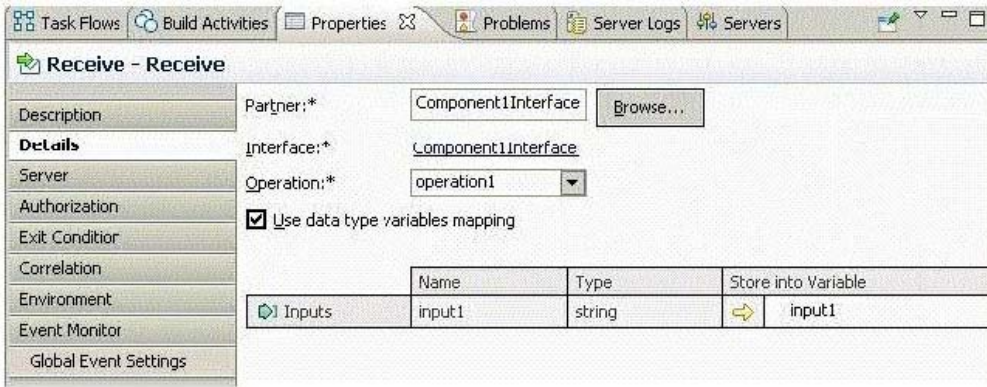 Task Flows Build Activities Properties Problems Server Logs Servers
Receive - Receive
Description
Details
Server
Authorization
Exit Condition
Correlation
Environment
Event Monitor
Global Event Settings
Partner:* Component1Interface Browse...
Interface:* Component1Interface
Operation:* operation1
Use data type variables mapping
Name Type Store into Variable
Inputs input1 string input1